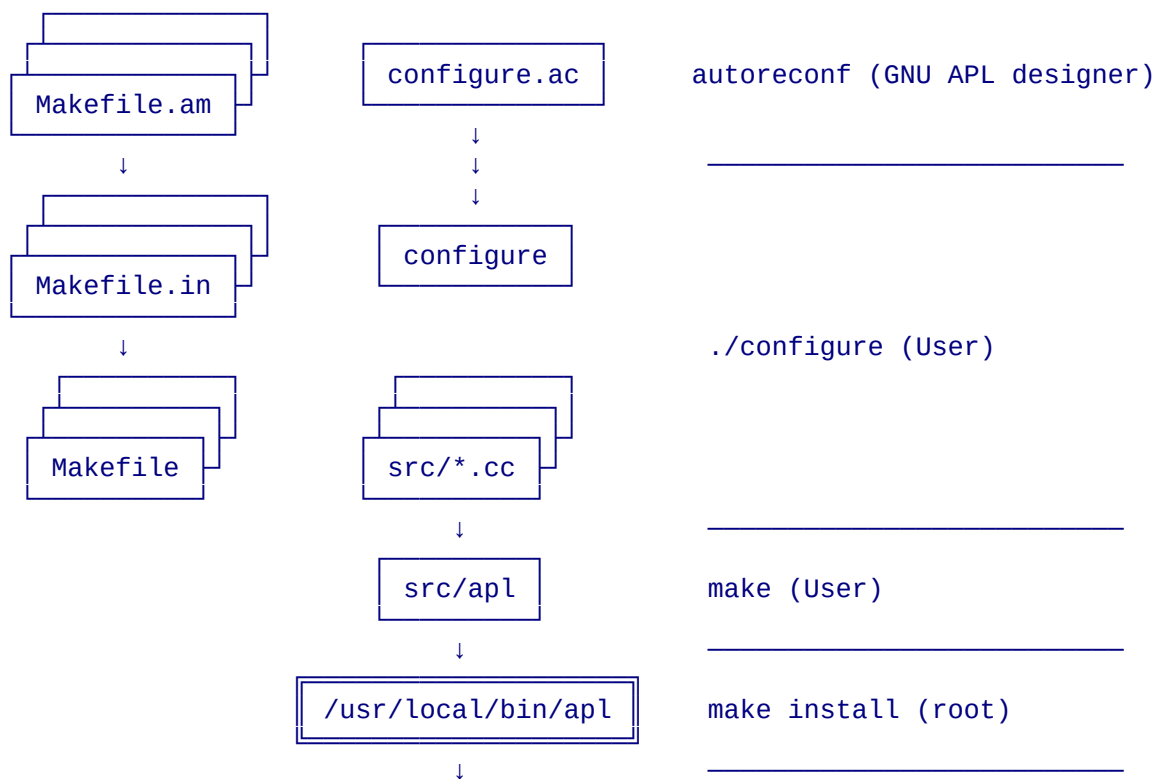 configure.ac autoreconf (GNU APL designer)
Makefile.am
↓
↓ ↓
↓
configure
Makefile.in
↓ ./configure (User)
Makefile src/*.cc
↓
src/apl make (User)
↓
/usr/local/bin/apl make install (root)
↓